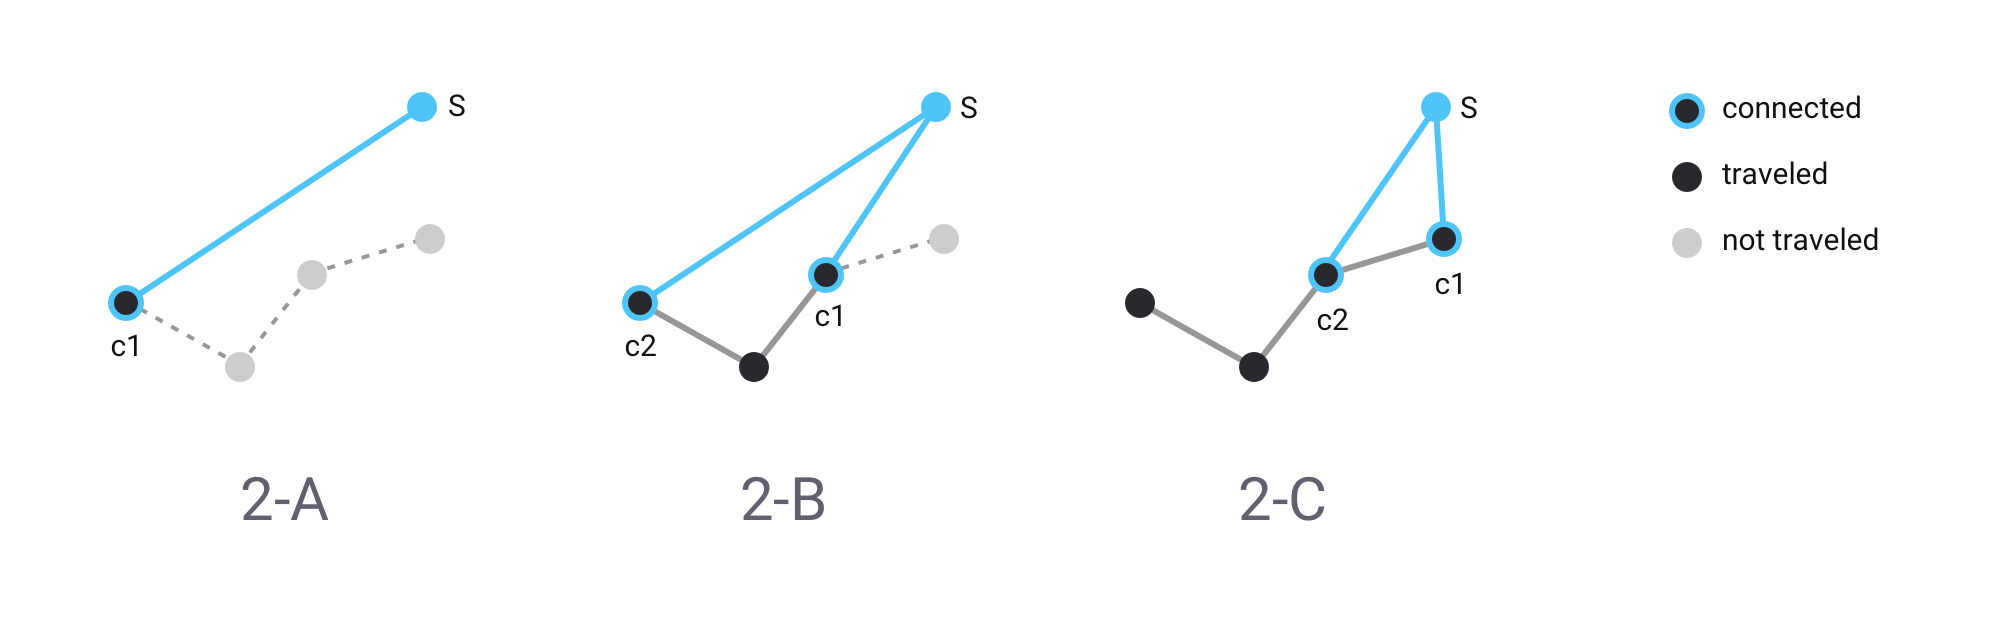 S
c1
2-A
S
c1
c2
2-B
S
c1
c2
2-C
connected
traveled
not traveled